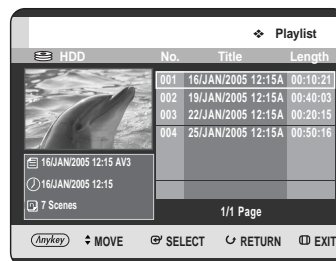 ❖ Playlist
HDD No. Title Length
001 16/JAN/2005 12:15A 00:10:21
002 19/JAN/2005 12:15A 00:40:03
003 22/JAN/2005 12:15A 00:20:15
004 25/JAN/2005 12:15A 00:50:16
16/JAN/2005 12:15 AV3
16/JAN/2005 12:15
7 Scenes
1/1 Page
Anykey MOVE SELECT RETURN EXIT